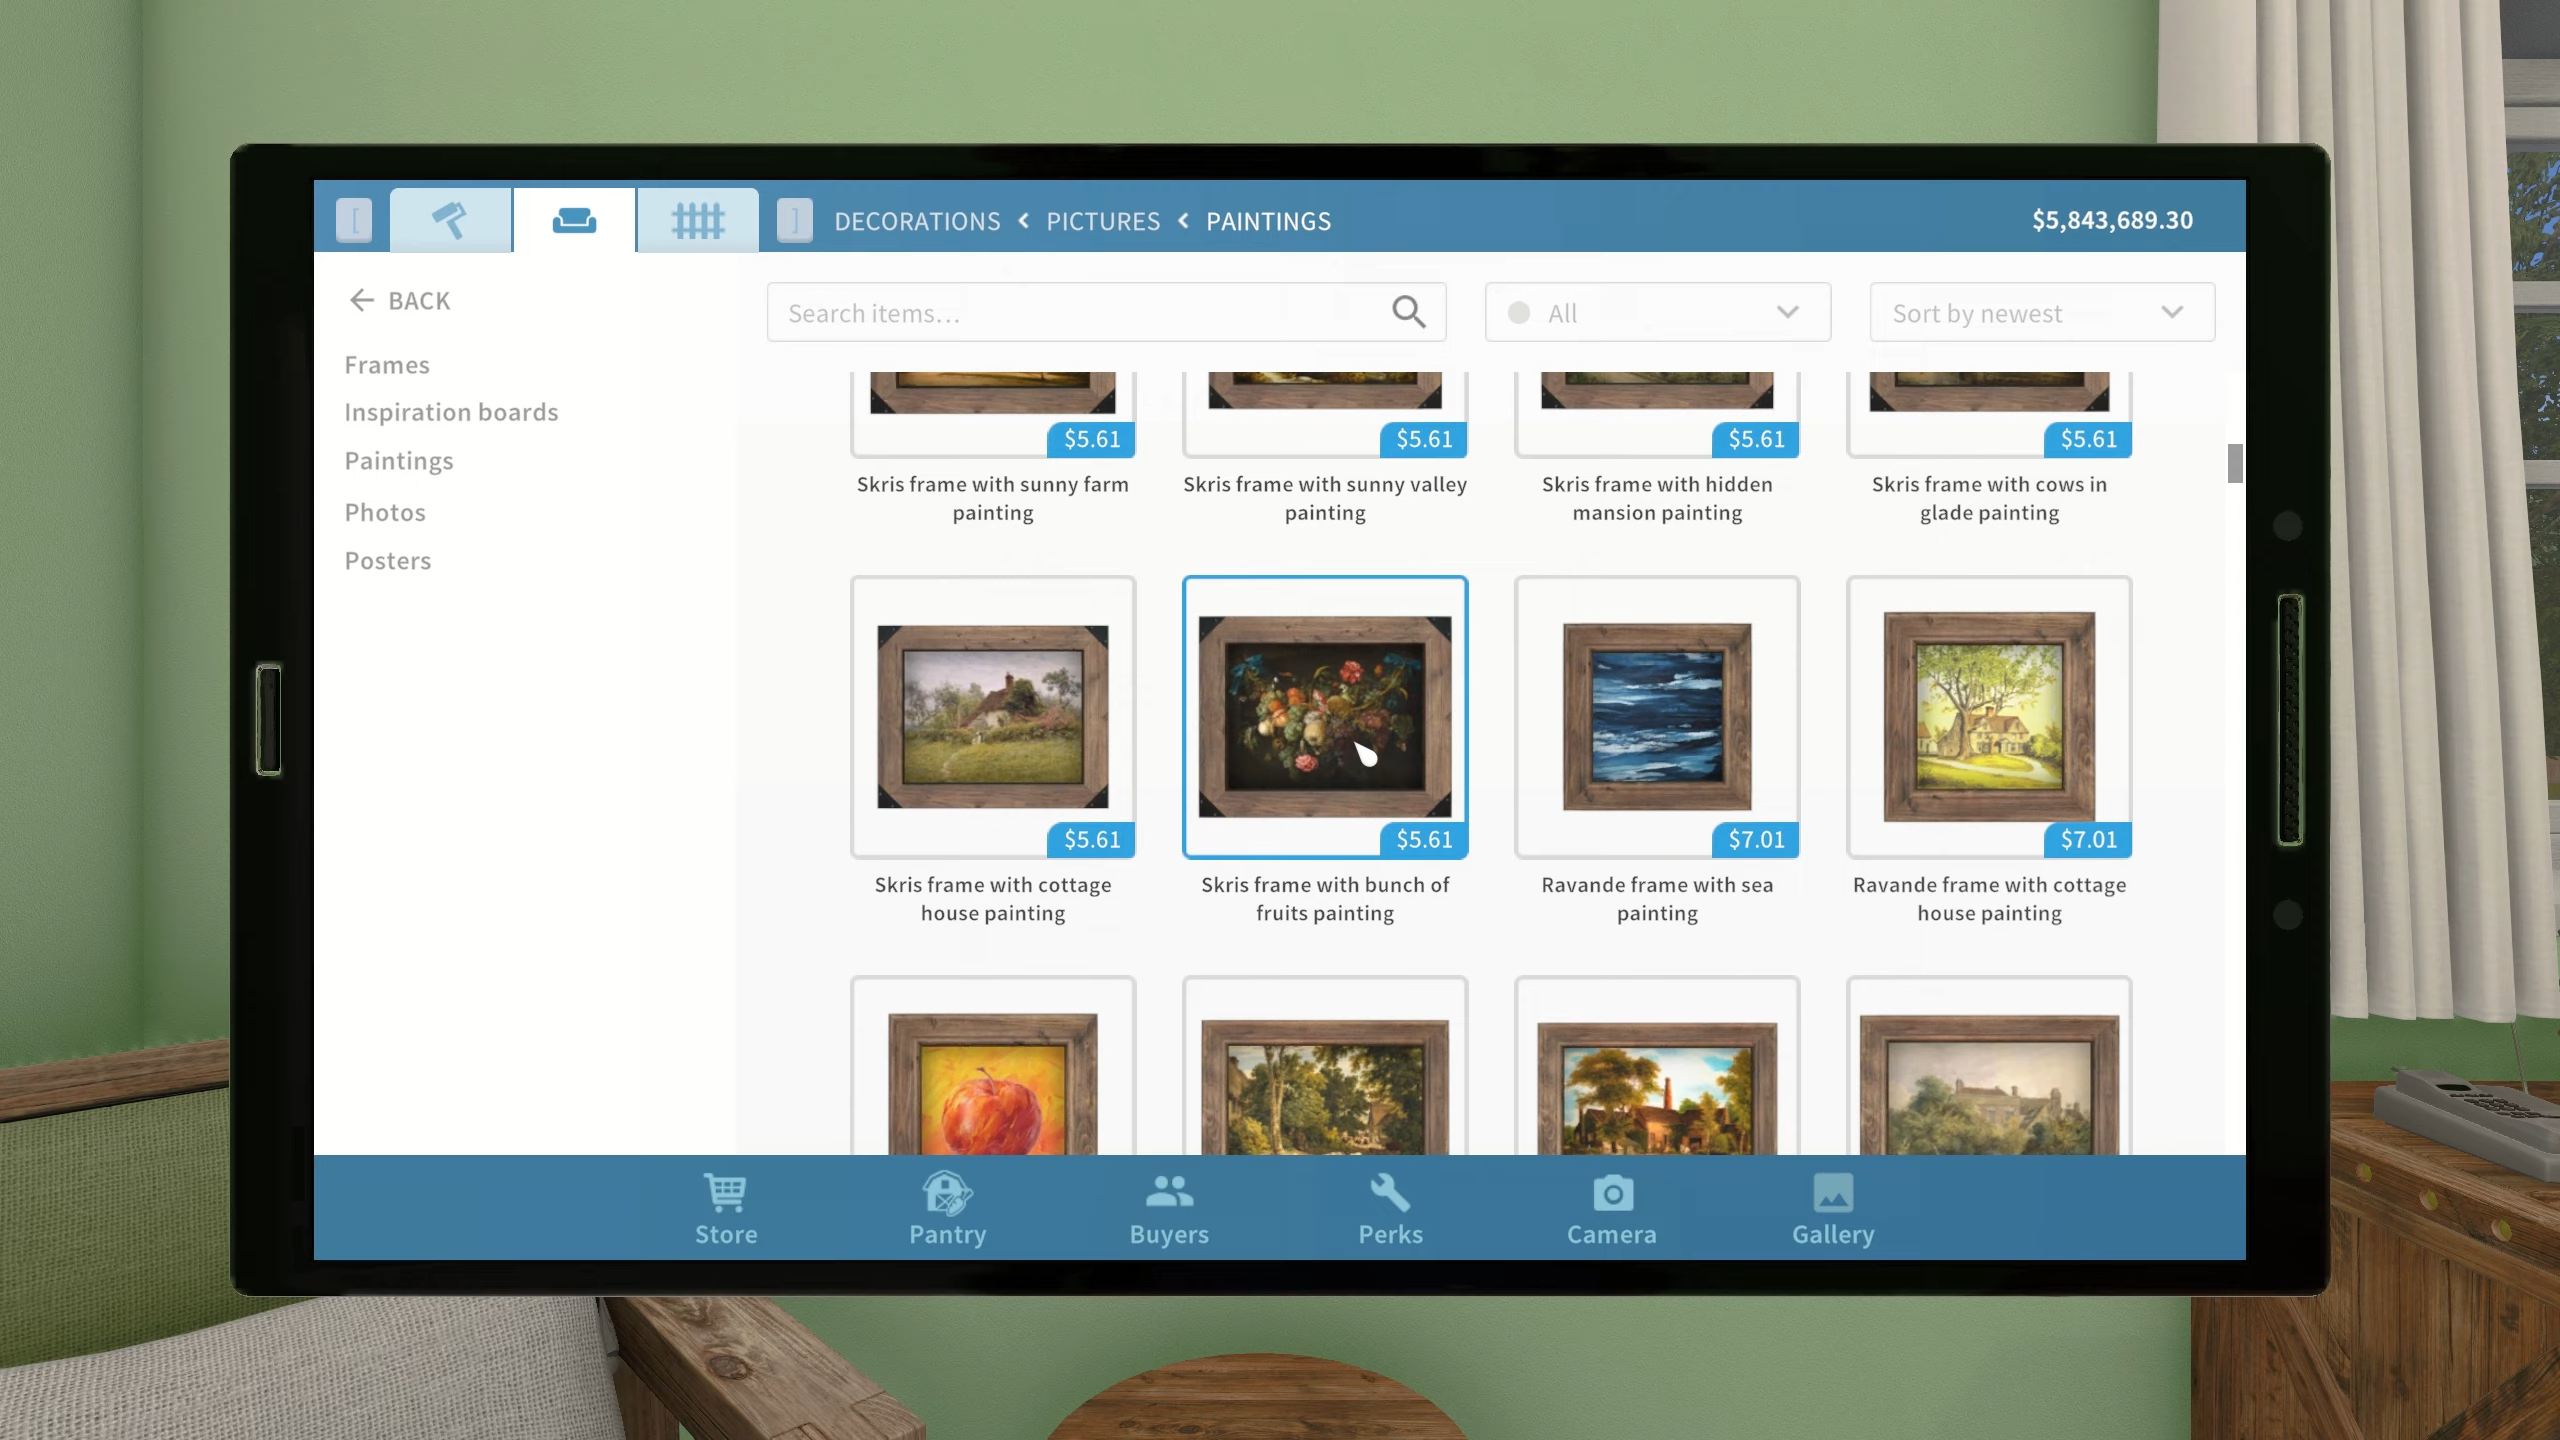 [
]
DECORATIONS < PICTURES < PAINTINGS
$5,843,689.30
BACK
Frames
Inspiration boards
Paintings
Photos
Posters
Search items...
All
Sort by newest
$5.61
$5.61
$5.61
$5.61
Skris frame with sunny farm
painting
Skris frame with sunny valley
painting
Skris frame with hidden
mansion painting
Skris frame with cows in
glade painting
$5.61
$5.61
$7.01
$7.01
Skris frame with cottage
house painting
Skris frame with bunch of
fruits painting
Ravande frame with sea
painting
Ravande frame with cottage
house painting
Store
Pantry
Buyers
Perks
Camera
Gallery